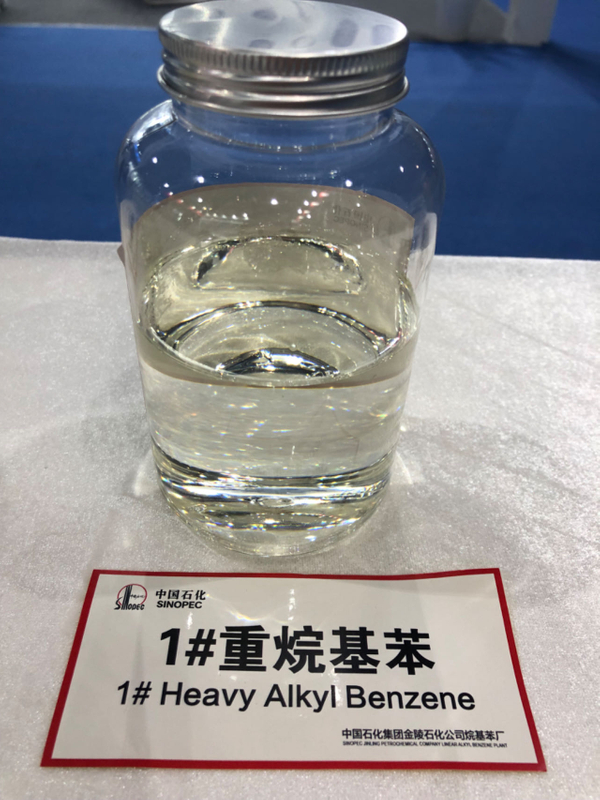 中国石化
SINOPEC
SINOPEC
1#重烷基苯
1# Heavy Alkyl Benzene
中国石化集团金陵石化公司烷基苯厂
SINOPEC JINLING PETROCHEMICAL COMPANY LINEAR ALKYL BENZENE PLANT